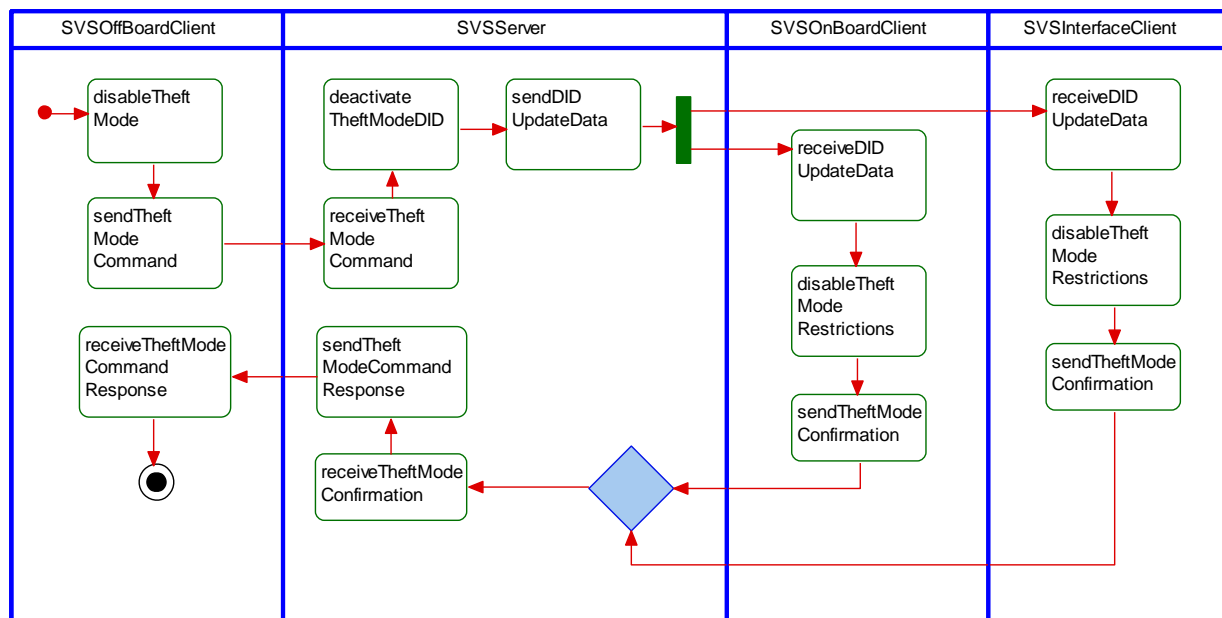 SVSOffBoardClient
SVSServer
SVSOnBoardClient
SVSInterfaceClient
disableTheft
Mode
sendTheft
Mode
Command
receiveTheftMode
Command
Response
deactivate
TheftModeDID
sendDID
UpdateData
receiveTheft
Mode
Command
sendTheft
ModeCommand
Response
receiveTheftMode
Confirmation
receiveDID
UpdateData
disableTheft
Mode
Restrictions
sendTheftMode
Confirmation
receiveDID
UpdateData
disableTheft
Mode
Restrictions
sendTheftMode
Confirmation